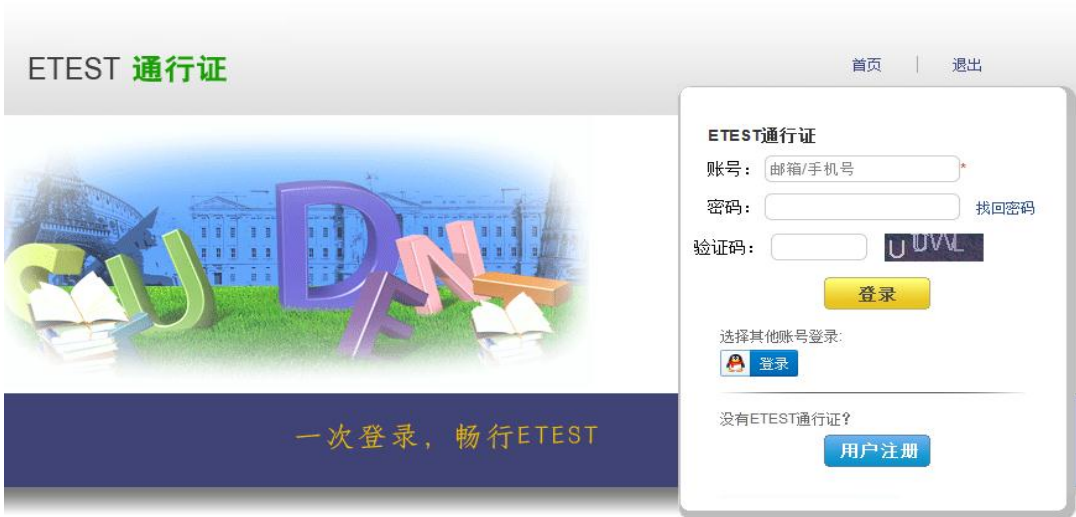 ETEST 通行证
首页 | 退出
ETEST通行证
账号： 邮箱/手机号 *
密码： 找回密码
验证码：
登录
选择其他账号登录:
登录
一次登录，畅行ETEST
没有ETEST通行证?
用户注册